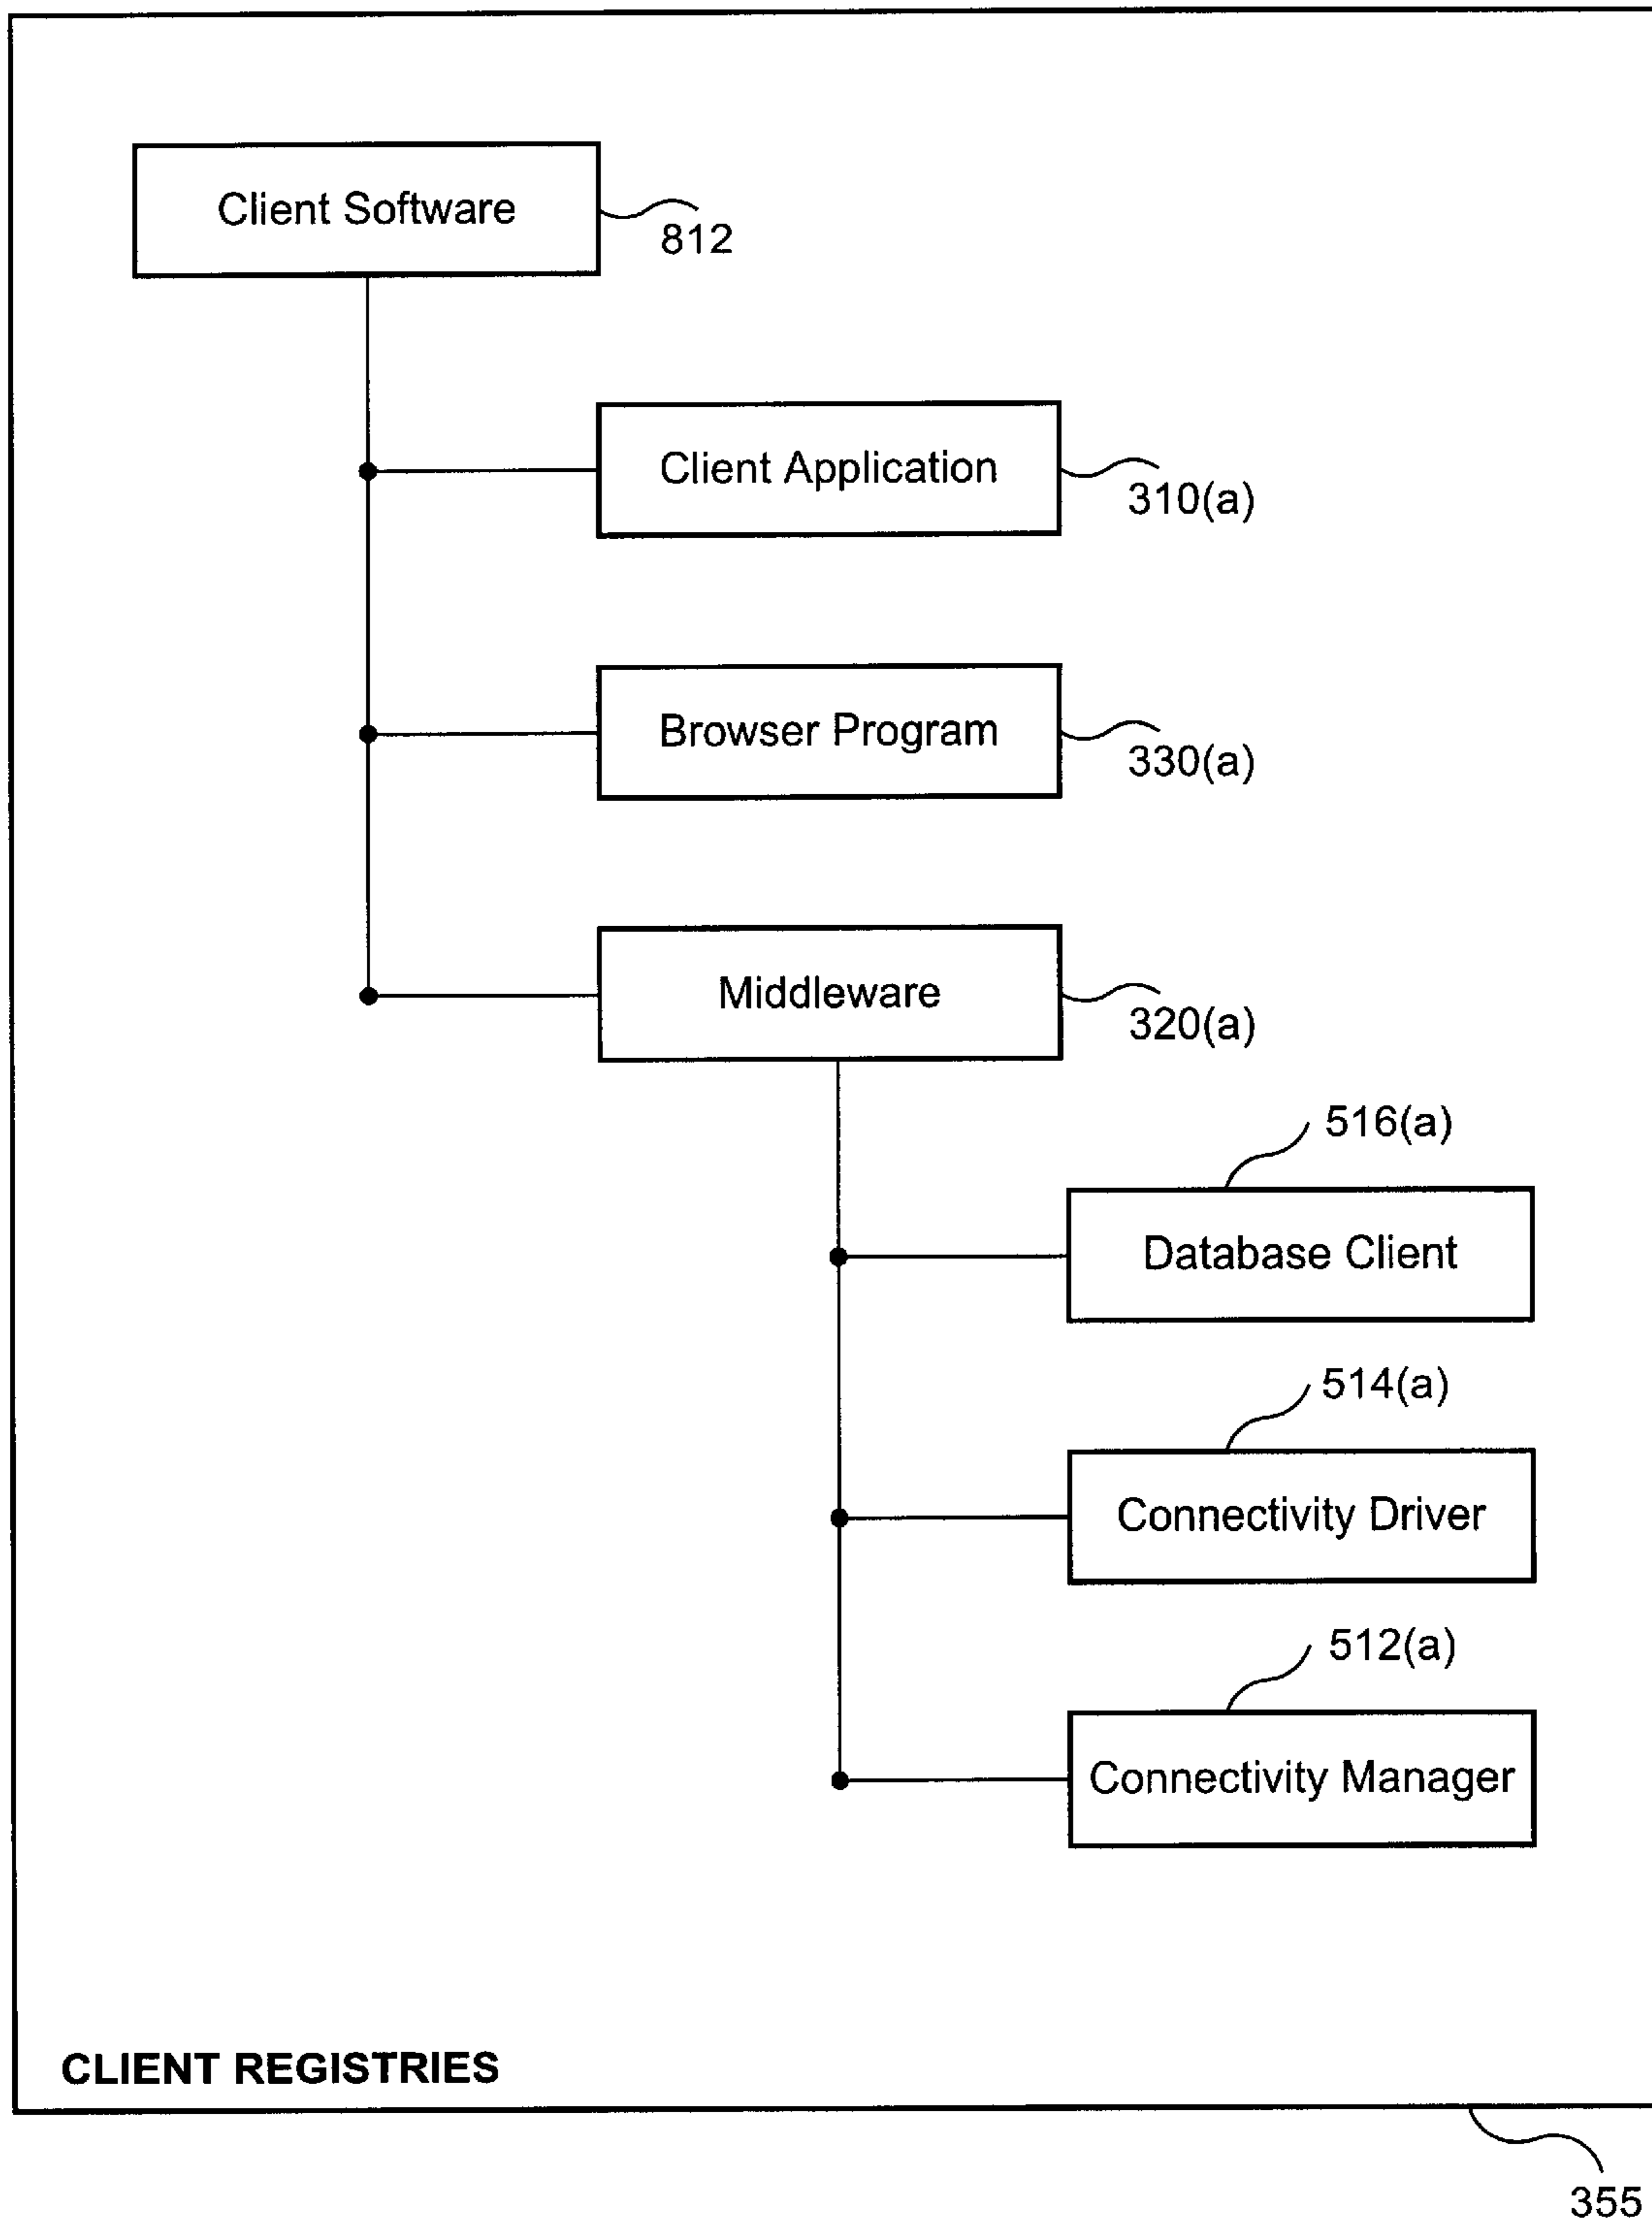 Client Software
812
Client Application
310(a)
Browser Program
330(a)
Middleware
320(a)
516(a)
Database Client
514(a)
Connectivity Driver
512(a)
Connectivity Manager
CLIENT REGISTRIES
355